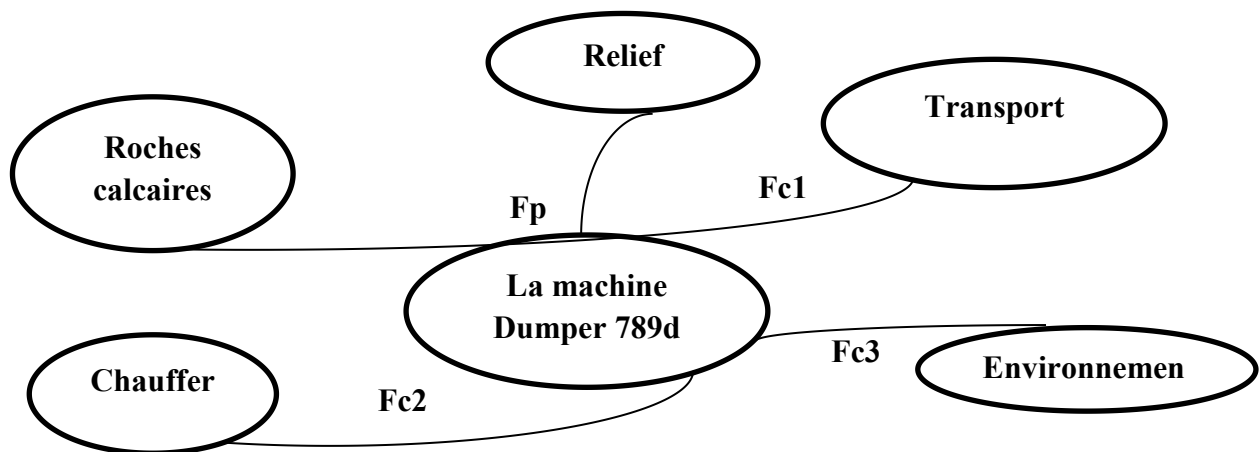 Relief
Transport
Roches
calcaires
Fp
Fc1
La machine
Dumper 789d
Fc3
Environnemen
Chauffer
Fc2